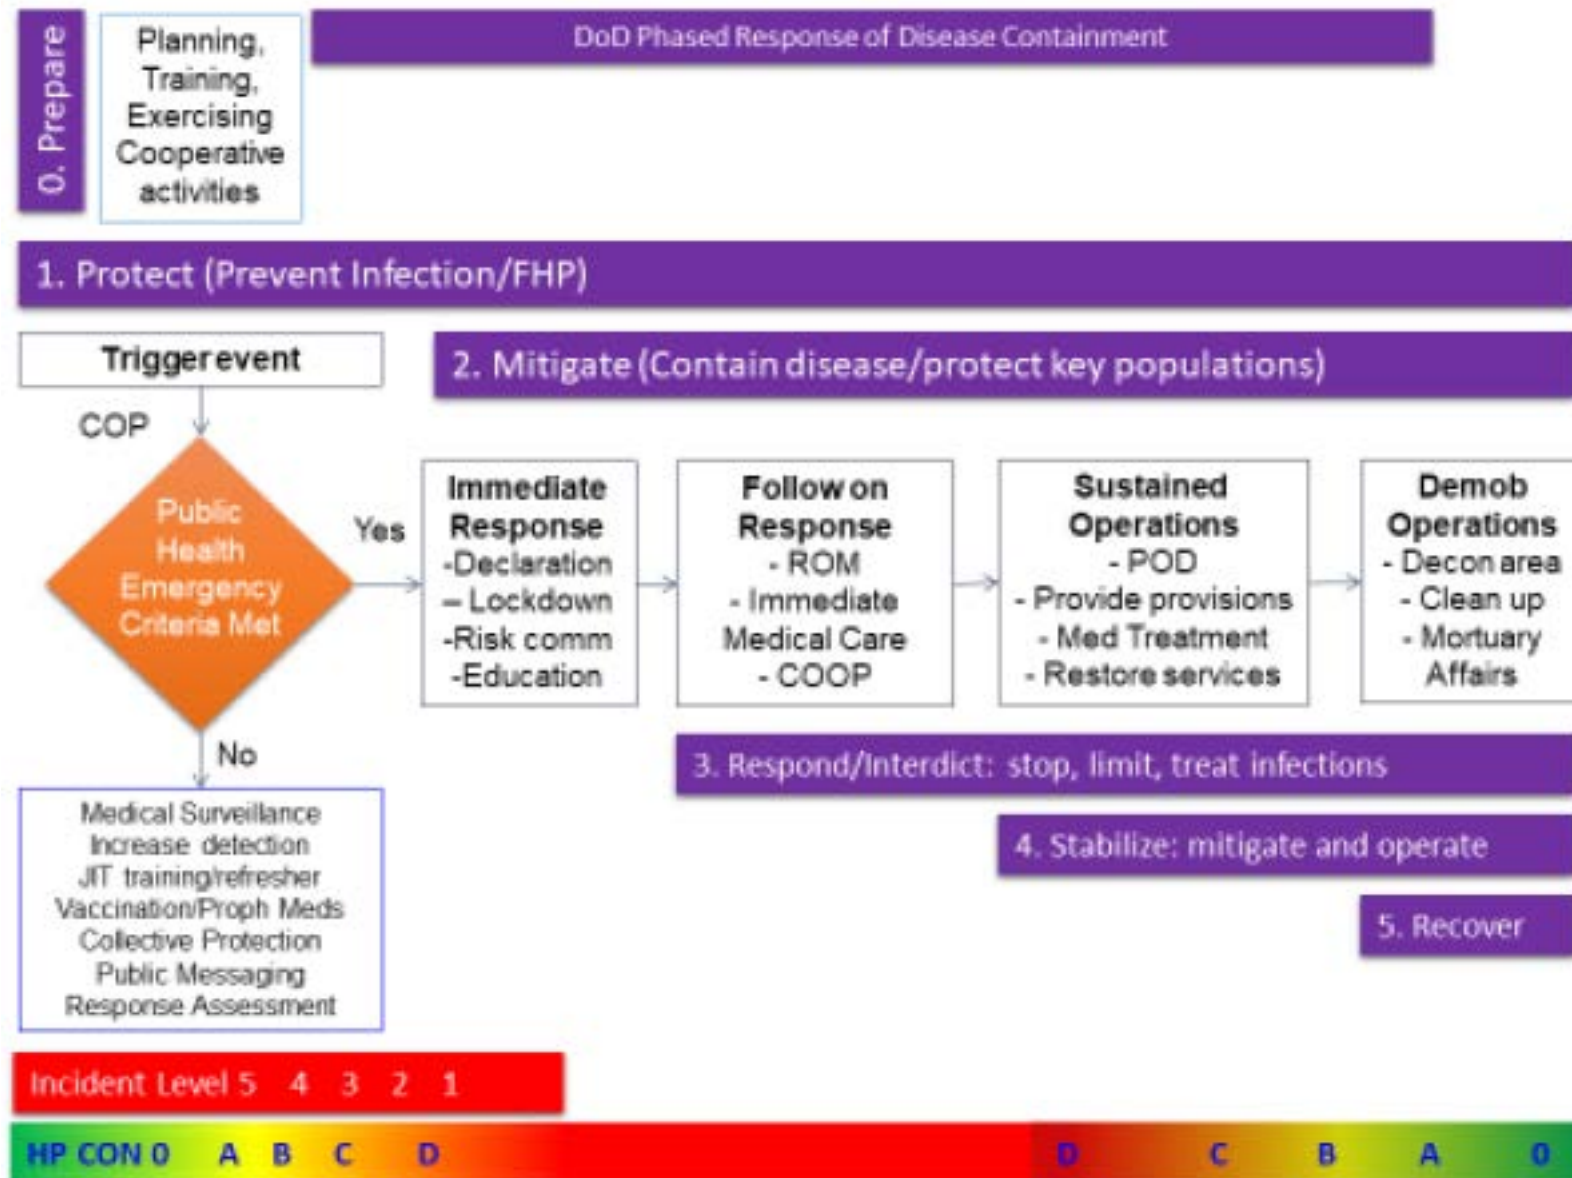 0. Prepare
Planning,
Training,
Exercising
Cooperative
activities
DoD Phased Response of Disease Containment
1. Protect (Prevent Infection/FHP)
Trigger event
2. Mitigate (Contain disease/protect key populations)
COP
Public
Health
Emergency
Criteria Met
Yes
Immediate
Response
-Declaration
– Lockdown
-Risk comm
-Education
Follow on
Response
- ROM
- Immediate
Medical Care
- COOP
Sustained
Operations
- POD
- Provide provisions
- Med Treatment
- Restore services
Demob
Operations
- Decon area
- Clean up
- Mortuary
Affairs
No
3. Respond/Interdict: stop, limit, treat infections
Medical Surveillance
Increase detection
JIT training/refresher
Vaccination/Proph Meds
Collective Protection
Public Messaging
Response Assessment
4. Stabilize: mitigate and operate
5. Recover
Incident Level 5 4 3 2 1
HP CON 0 A B C D D C B A 0